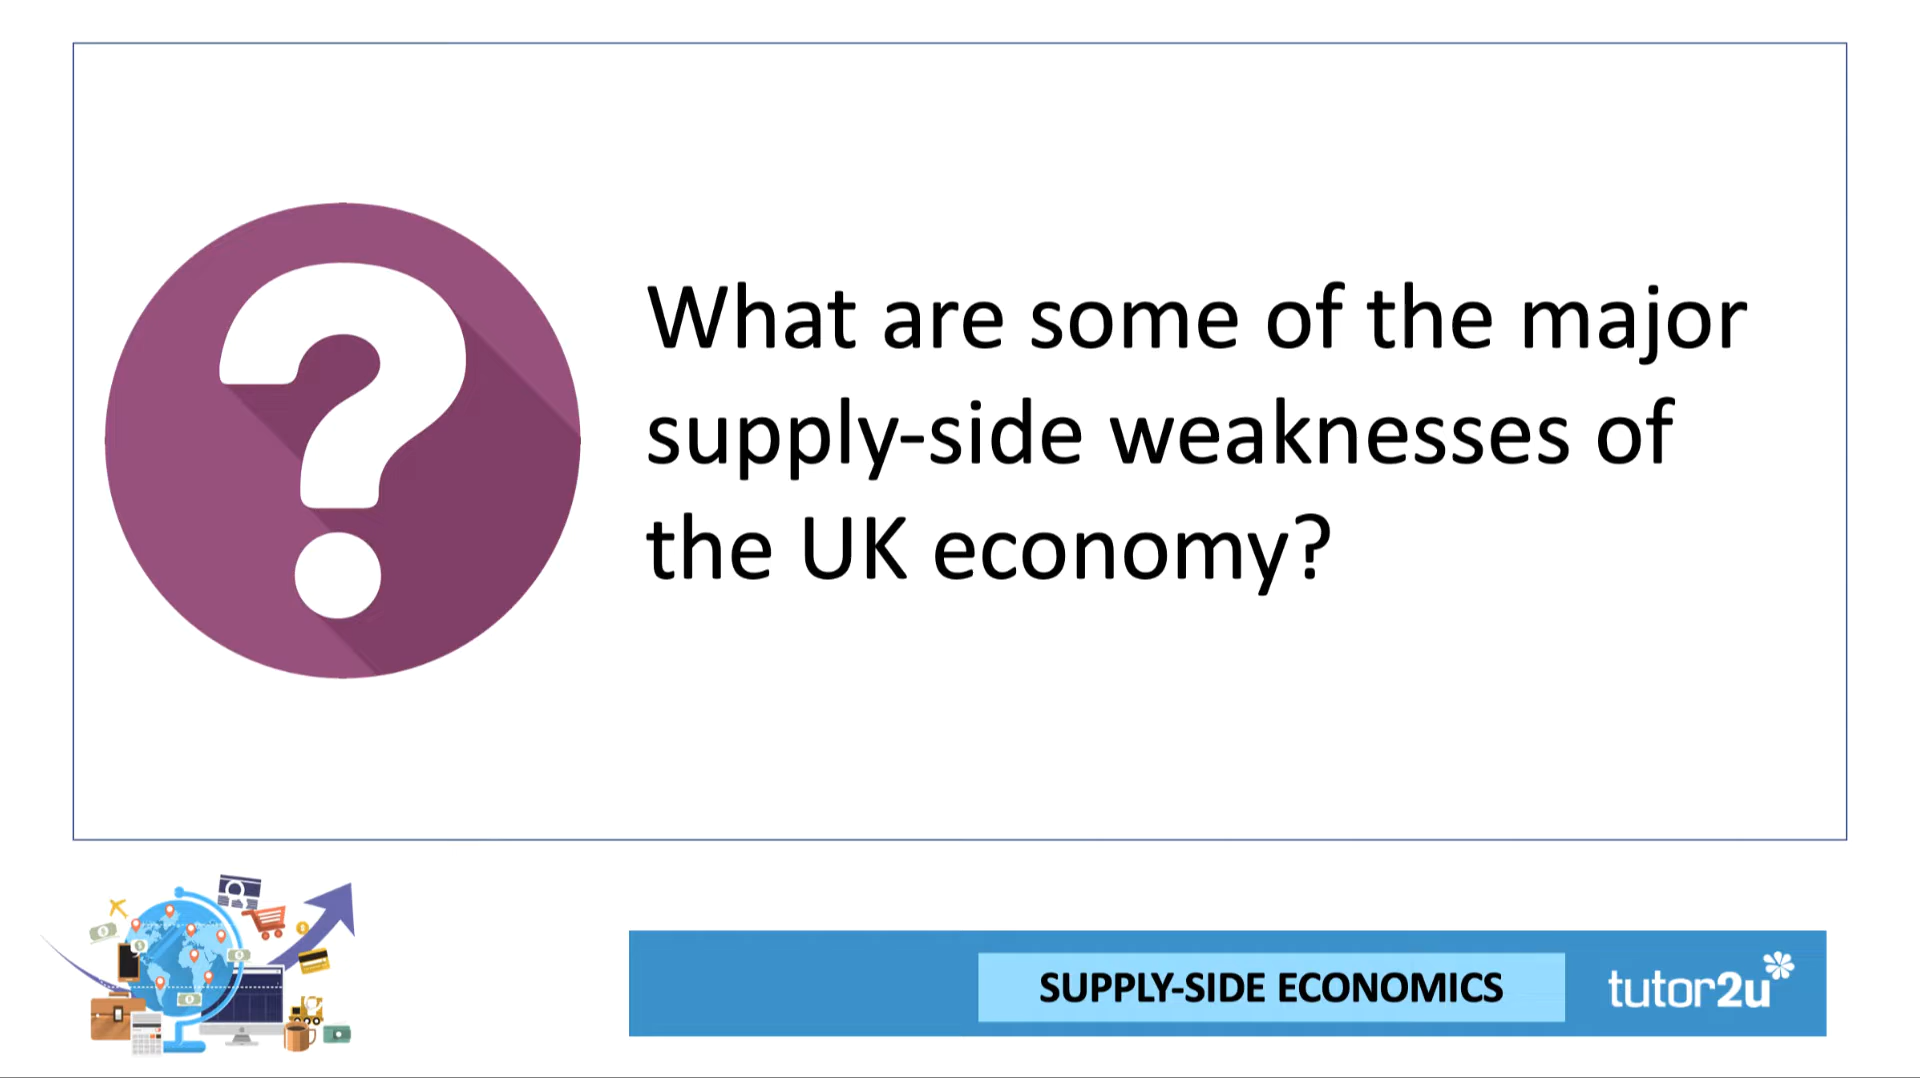 What are some of the major
supply-side weaknesses of
the UK economy?
SUPPLY-SIDE ECONOMICS
tutor2u